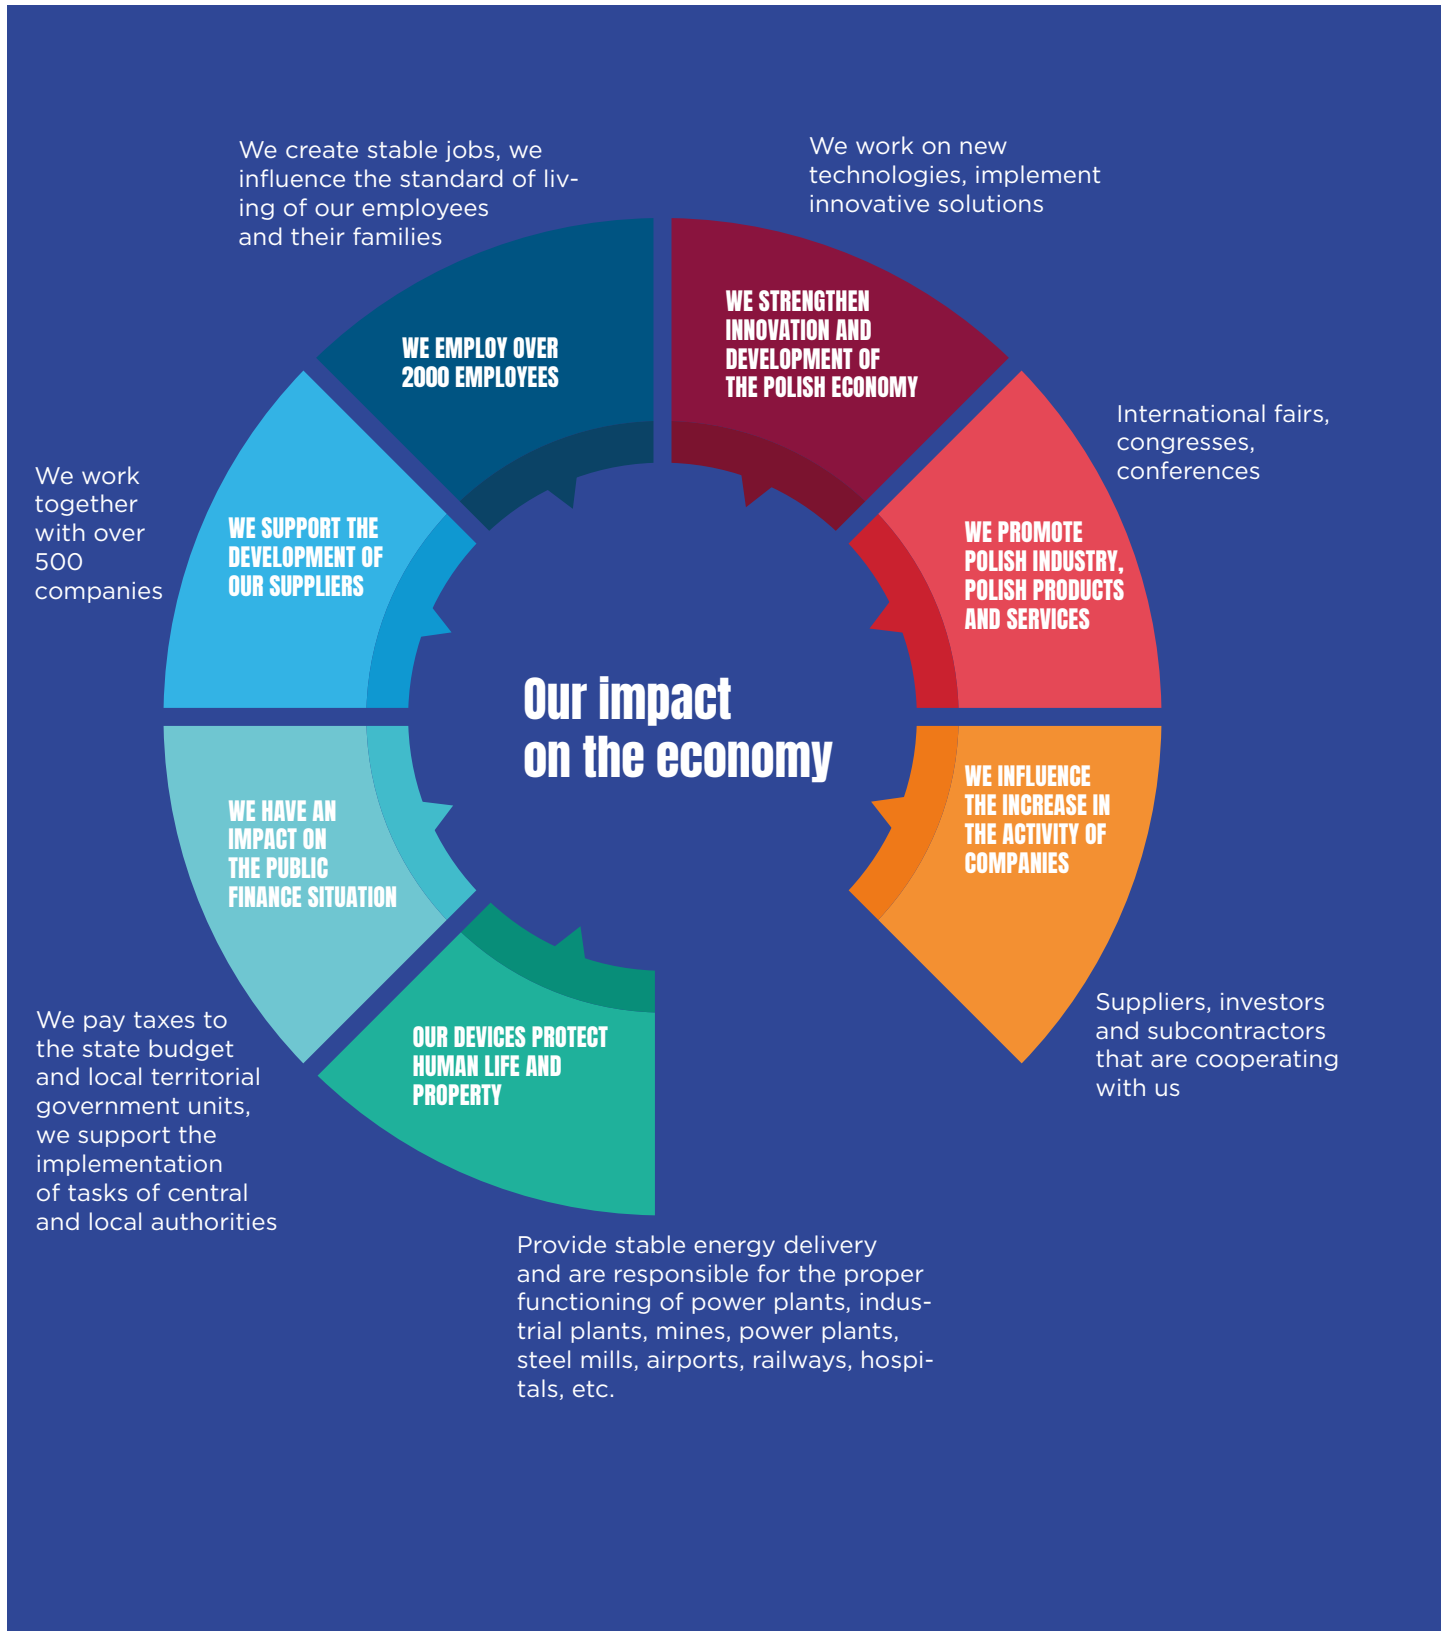 We create stable jobs, we
influence the standard of liv-
ing of our employees
and their families
WE EMPLOY OVER
2000 EMPLOYEES
We work on new
technologies, implement
innovative solutions
WE STRENGTHEN
INNOVATION AND
DEVELOPMENT OF
THE POLISH ECONOMY
International fairs,
congresses,
conferences
WE PROMOTE
POLISH INDUSTRY,
POLISH PRODUCTS
AND SERVICES
We work
together
with over
500
companies
WE SUPPORT THE
DEVELOPMENT OF
OUR SUPPLIERS
Our impact
on the economy
WE INFLUENCE
THE INCREASE IN
THE ACTIVITY OF
COMPANIES
Suppliers, investors
and subcontractors
that are cooperating
with us
WE HAVE AN
IMPACT ON
THE PUBLIC
FINANCE SITUATION
We pay taxes to
the state budget
and local territorial
government units,
we support the
implementation
of tasks of central
and local authorities
OUR DEVICES PROTECT
HUMAN LIFE AND
PROPERTY
Provide stable energy delivery
and are responsible for the proper
functioning of power plants, indus-
trial plants, mines, power plants,
steel mills, airports, railways, hospi-
tals, etc.